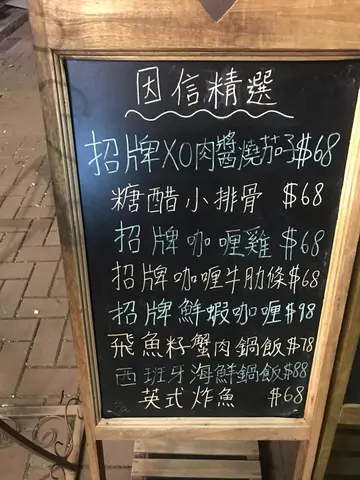 因信精選
招牌XO肉醬燒茄子$68
糖醋小排骨 $68
招牌咖喱雞 $68
招牌咖喱牛肋條$68
招牌鮮蝦咖喱$98
飛魚籽蟹肉鍋飯$78
西班牙海鮮鍋飯$88
英式炸魚 $68